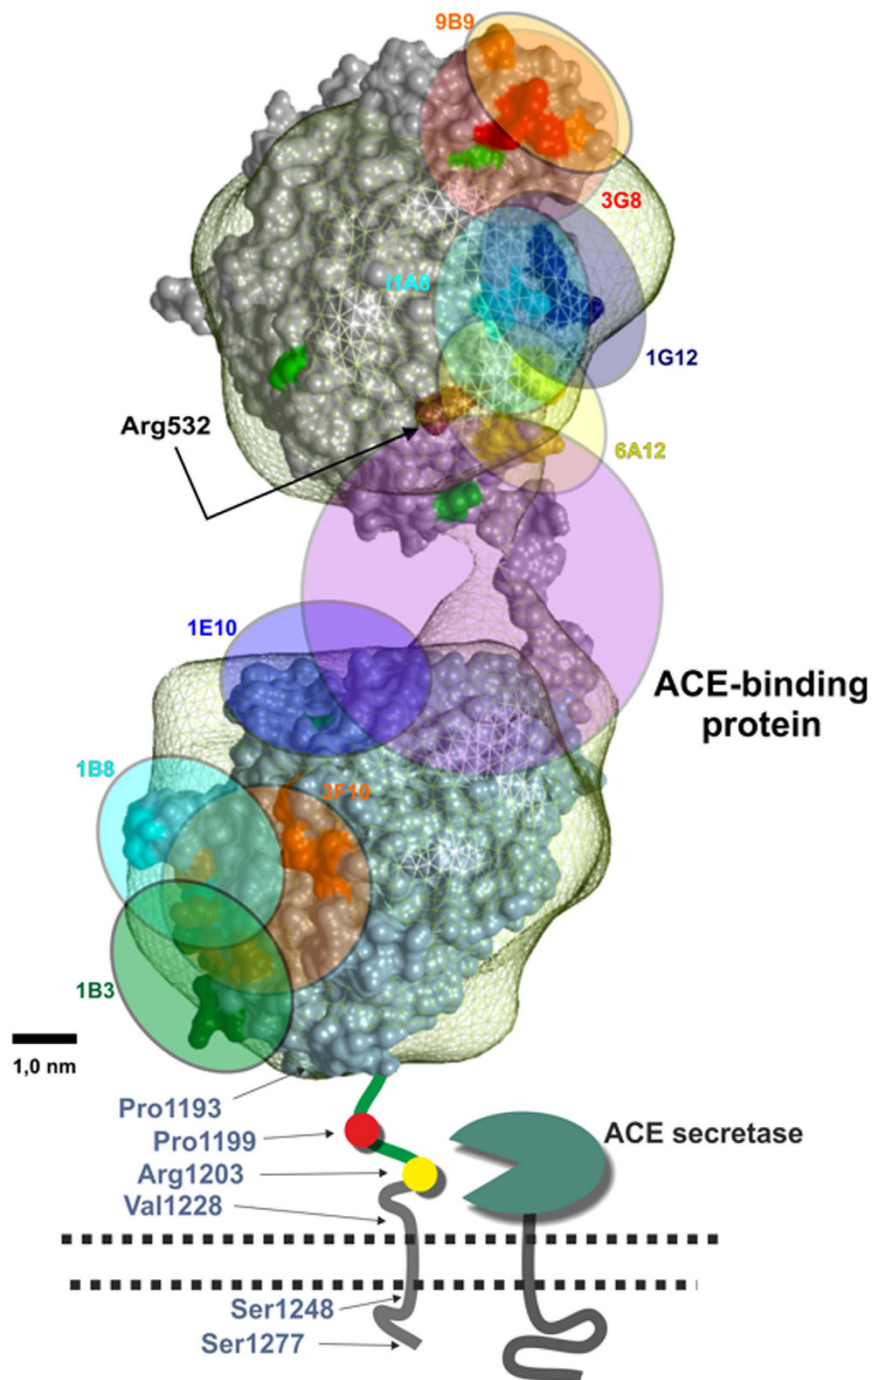 9B9
3G8
i1A8
1G12
Arg532
6A12
1E10
ACE-binding
protein
1B8
3F10
1B3
1,0 nm
Pro1193
Pro1199
ACE secretase
Arg1203
Val1228
Ser1248
Ser1277